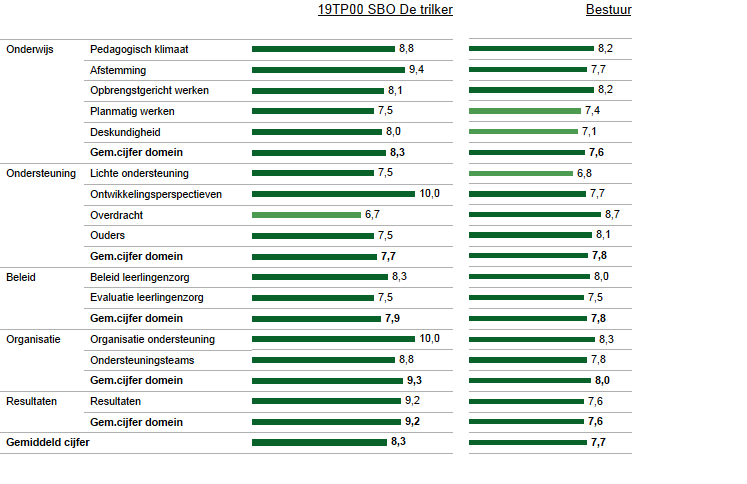 19TP00 SBO De trilker Bestuur
Onderwijs Pedagogisch klimaat 8,8 8,2
Afstemming 9,4 7,7
Opbrengstgericht werken 8,1 8,2
Planmatig werken 7,5 7,4
Deskundigheid 8,0 7,1
Gem.cijfer domein 8,3 7,6
Ondersteuning Lichte ondersteuning 7,5 6,8
Ontwikkelingsperspectieven 10,0 7,7
Overdracht 6,7 8,7
Ouders 7,5 8,1
Gem.cijfer domein 7,7 7,8
Beleid Beleid leerlingenzorg 8,3 8,0
Evaluatie leerlingenzorg 7,5 7,5
Gem.cijfer domein 7,9 7,8
Organisatie Organisatie ondersteuning 10,0 8,3
Ondersteuningsteams 8,8 7,8
Gem.cijfer domein 9,3 8,0
Resultaten Resultaten 9,2 7,6
Gem.cijfer domein 9,2 7,6
Gemiddeld cijfer 8,3 7,7